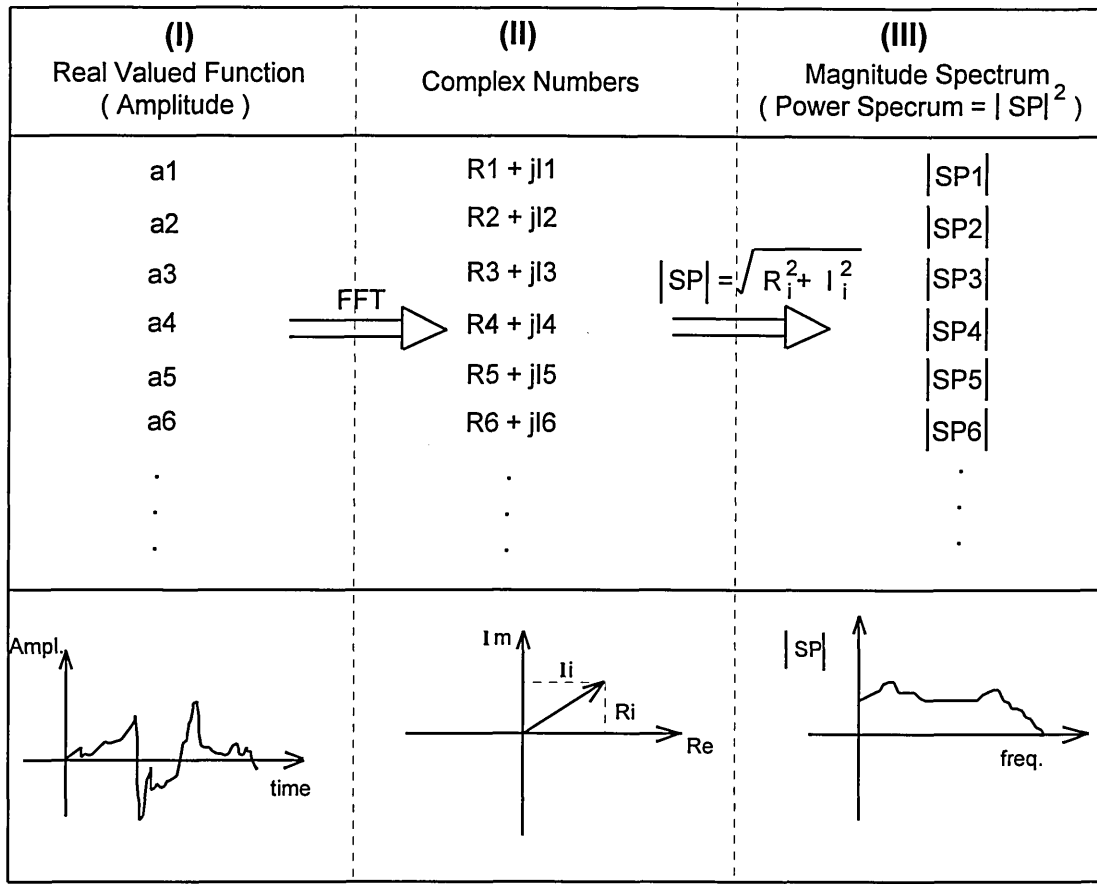 (I)
Real Valued Function
( Amplitude )
(II)
Complex Numbers
(III)
Magnitude Spectrum
( Power Specrum = | SP|² )
a1
a2
a3
a4
a5
a6
.
.
.
FFT
R1 + jI1
R2 + jI2
R3 + jI3
R4 + jI4
R5 + jI5
R6 + jI6
.
.
.
|SP| = √ R_i² + I_i²
|SP1|
|SP2|
|SP3|
|SP4|
|SP5|
|SP6|
.
.
.
Ampl.
time
Im
Ii
Ri
Re
|SP|
freq.